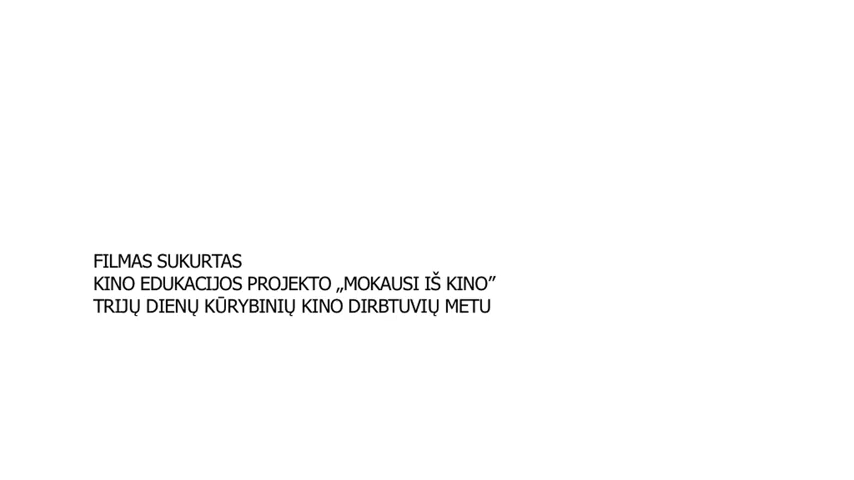 FILMAS SUKURTAS
KINO EDUKACIJOS PROJEKTO „MOKAUSI IŠ KINO”
TRIJŲ DIENŲ KŪRYBINIŲ KINO DIRBTUVIŲ METU